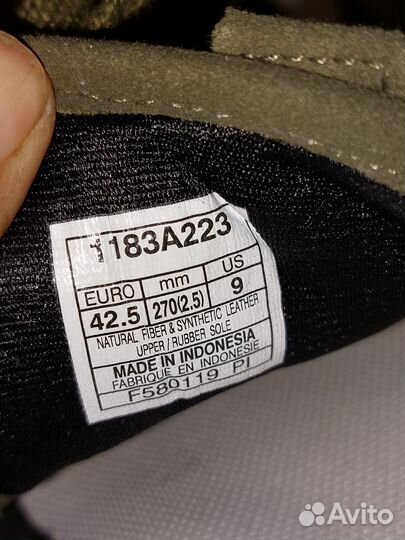 1183A223
EURO mm US
42.5 270(2.5) 9
NATURAL FIBER & SYNTHETIC LEATHER
UPPER / RUBBER SOLE
MADE IN INDONESIA
FABRIQUE EN INDONESIE
F580119 PI
Avito